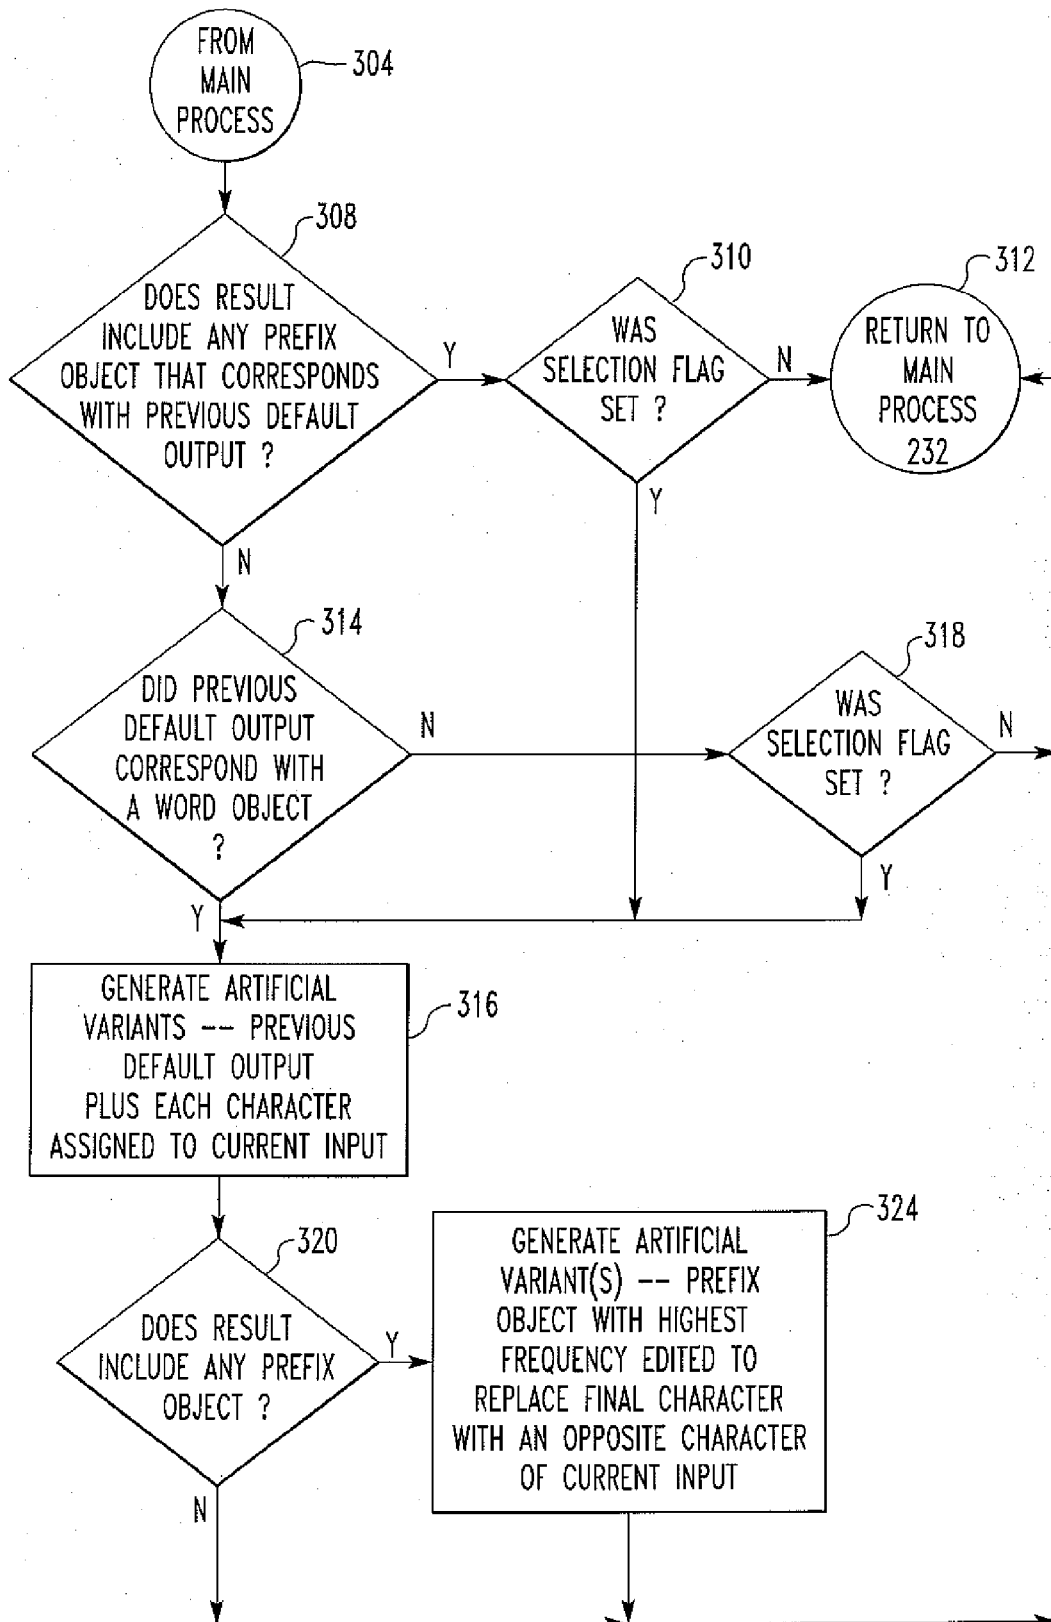 FROM
MAIN
PROCESS
304
308
DOES RESULT
INCLUDE ANY PREFIX
OBJECT THAT CORRESPONDS
WITH PREVIOUS DEFAULT
OUTPUT ?
Y
N
310
WAS
SELECTION FLAG
SET ?
N
Y
312
RETURN TO
MAIN
PROCESS
232
314
DID PREVIOUS
DEFAULT OUTPUT
CORRESPOND WITH
A WORD OBJECT
?
N
Y
318
WAS
SELECTION FLAG
SET ?
N
Y
316
GENERATE ARTIFICIAL
VARIANTS -- PREVIOUS
DEFAULT OUTPUT
PLUS EACH CHARACTER
ASSIGNED TO CURRENT INPUT
320
DOES RESULT
INCLUDE ANY PREFIX
OBJECT ?
Y
N
324
GENERATE ARTIFICIAL
VARIANT(S) -- PREFIX
OBJECT WITH HIGHEST
FREQUENCY EDITED TO
REPLACE FINAL CHARACTER
WITH AN OPPOSITE CHARACTER
OF CURRENT INPUT